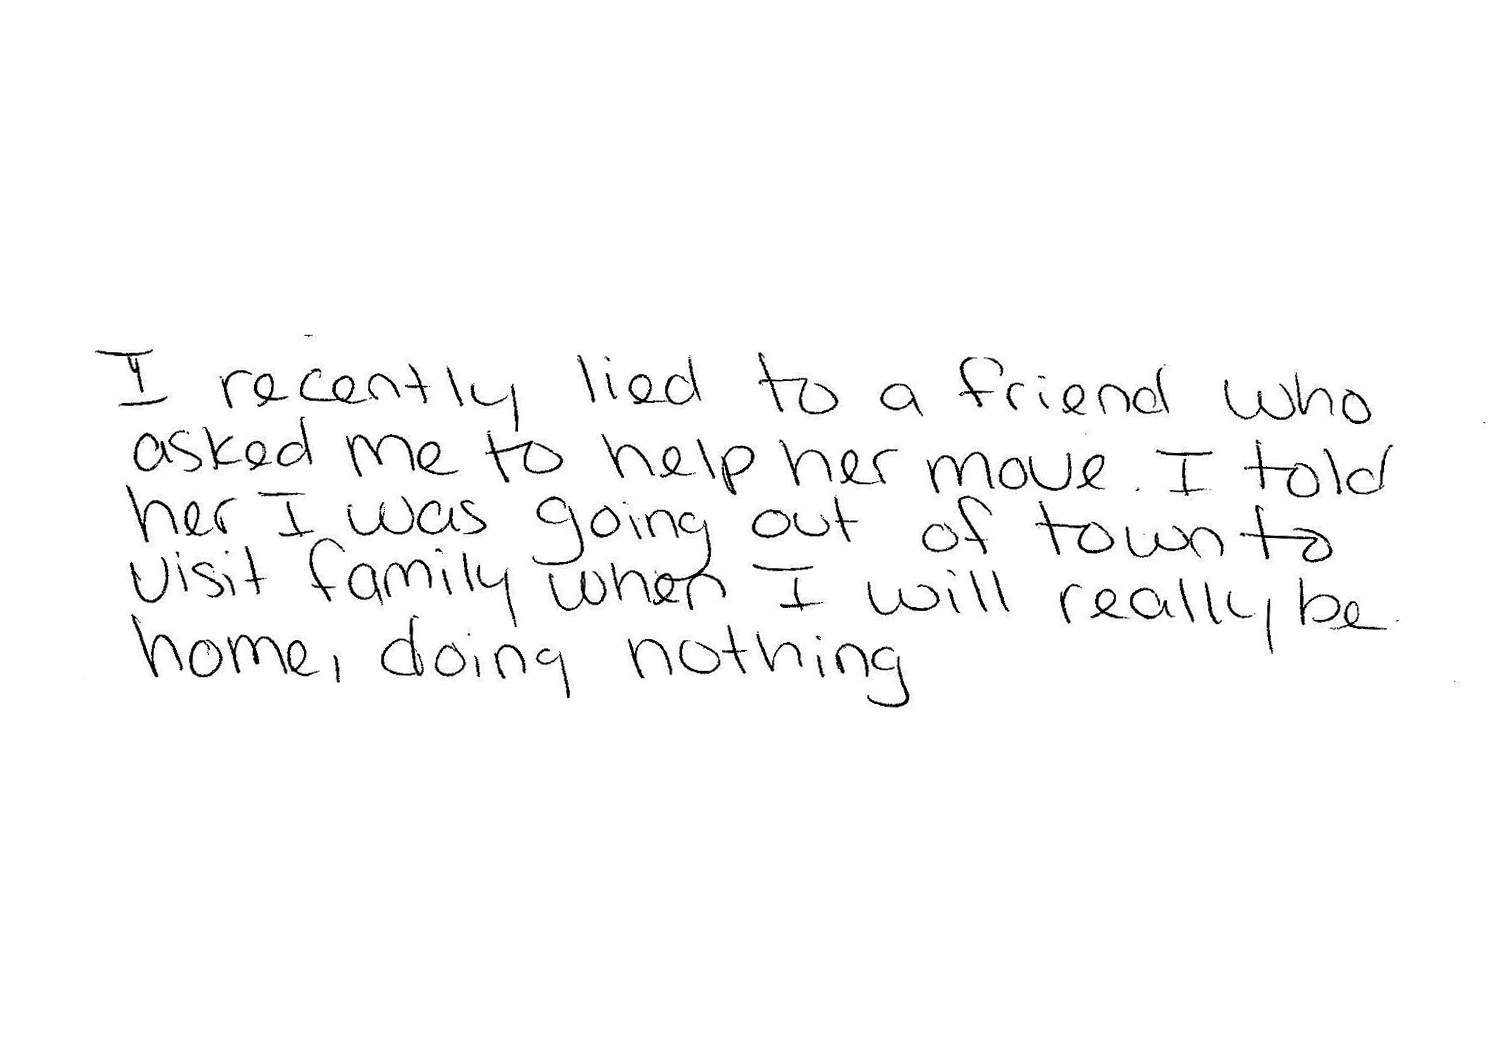 I recently lied to a friend who
asked me to help her move. I told
her I was going out of town to
visit family when I will really be
home, doing nothing